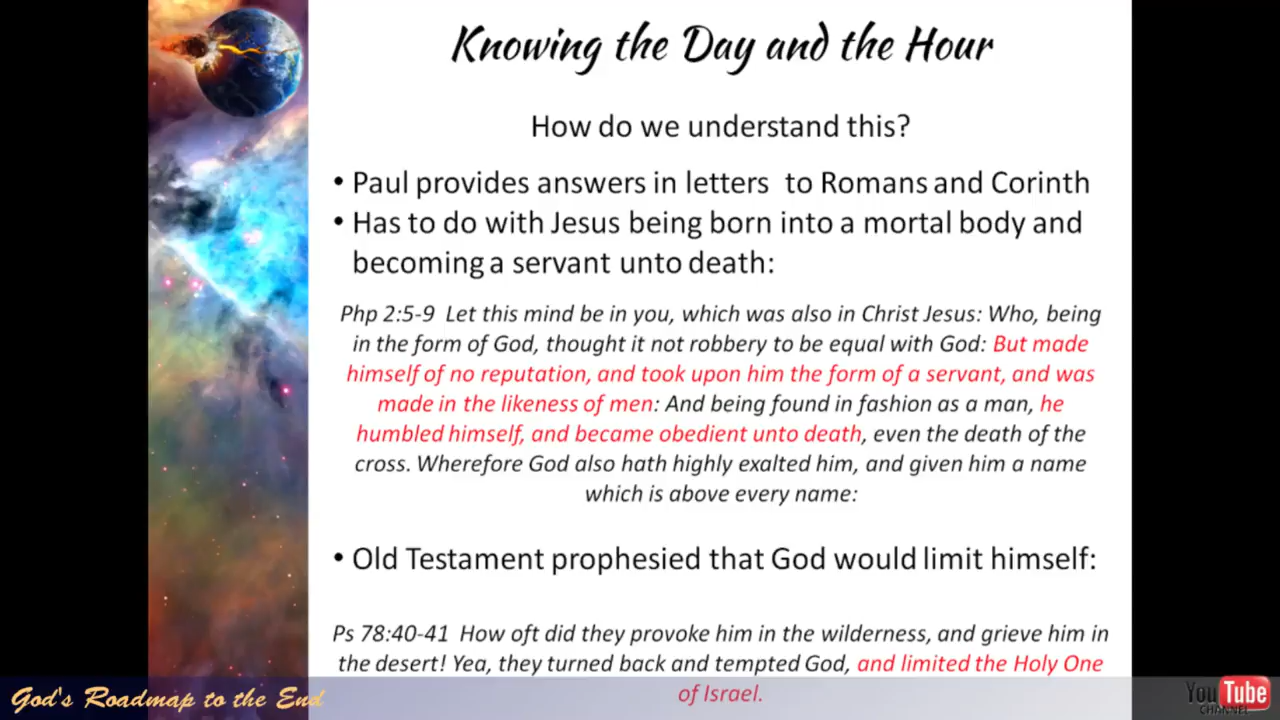 Knowing the Day and the Hour
How do we understand this?
• Paul provides answers in letters to Romans and Corinth
• Has to do with Jesus being born into a mortal body and
becoming a servant unto death:
Php 2:5-9 Let this mind be in you, which was also in Christ Jesus: Who, being
in the form of God, thought it not robbery to be equal with God: But made
himself of no reputation, and took upon him the form of a servant, and was
made in the likeness of men: And being found in fashion as a man, he
humbled himself, and became obedient unto death, even the death of the
cross. Wherefore God also hath highly exalted him, and given him a name
which is above every name:
• Old Testament prophesied that God would limit himself:
Ps 78:40-41 How oft did they provoke him in the wilderness, and grieve him in
the desert! Yea, they turned back and tempted God, and limited the Holy One
of Israel.
God's Roadmap to the End
YouTube
CHANNEL